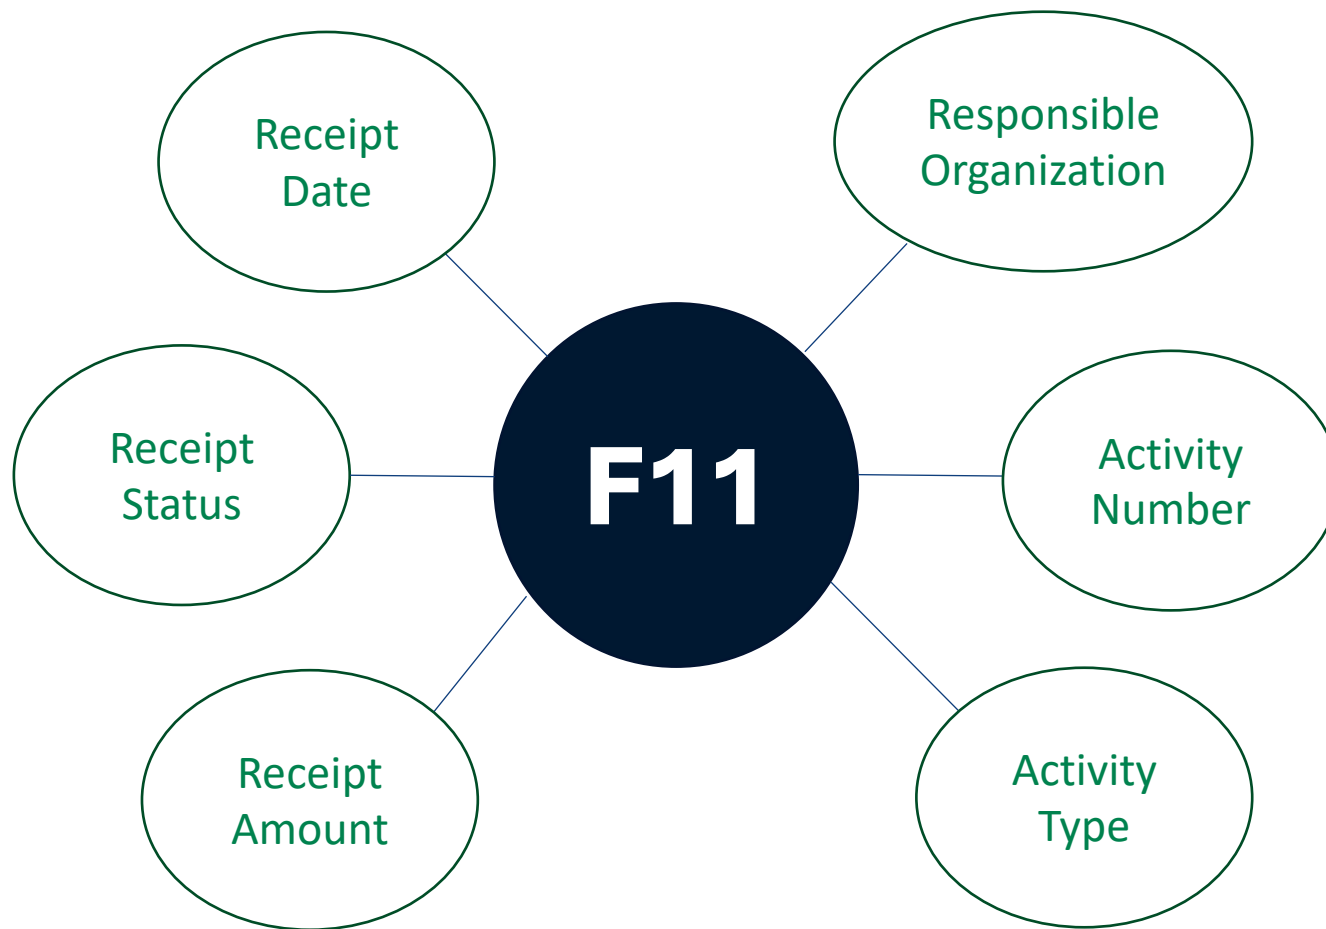 Receipt
Date
Responsible
Organization
Receipt
Status
F11
Activity
Number
Receipt
Amount
Activity
Type